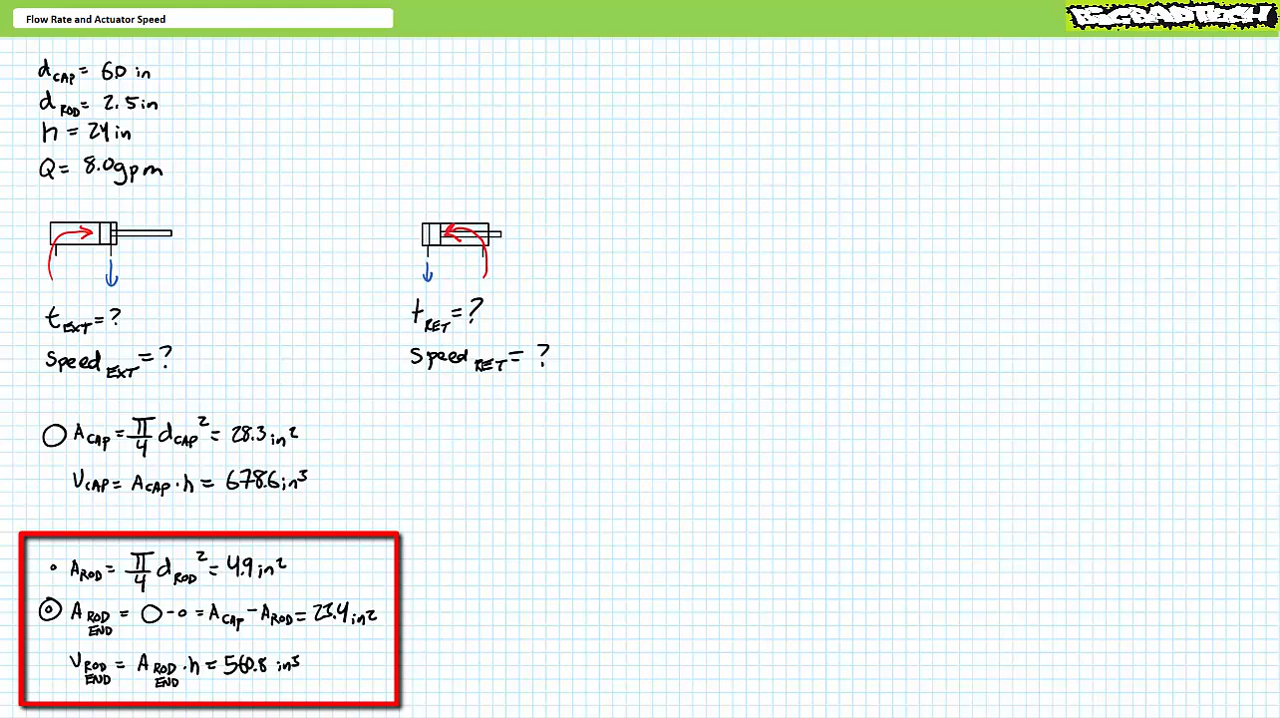 Flow Rate and Actuator Speed
BIGBADTECH
d_CAP = 6.0 in
d_ROD = 2.5 in
h = 24 in
Q = 8.0 gpm
t_EXT = ?
t_RET = ?
Speed_EXT = ?
Speed_RET = ?
A_CAP = π/4 d_CAP² = 28.3 in²
V_CAP = A_CAP · h = 678.6 in³
A_ROD = π/4 d_ROD² = 4.9 in²
A_ROD END = ○ - ○ = A_CAP - A_ROD = 23.4 in²
V_ROD END = A_ROD END · h = 560.8 in³